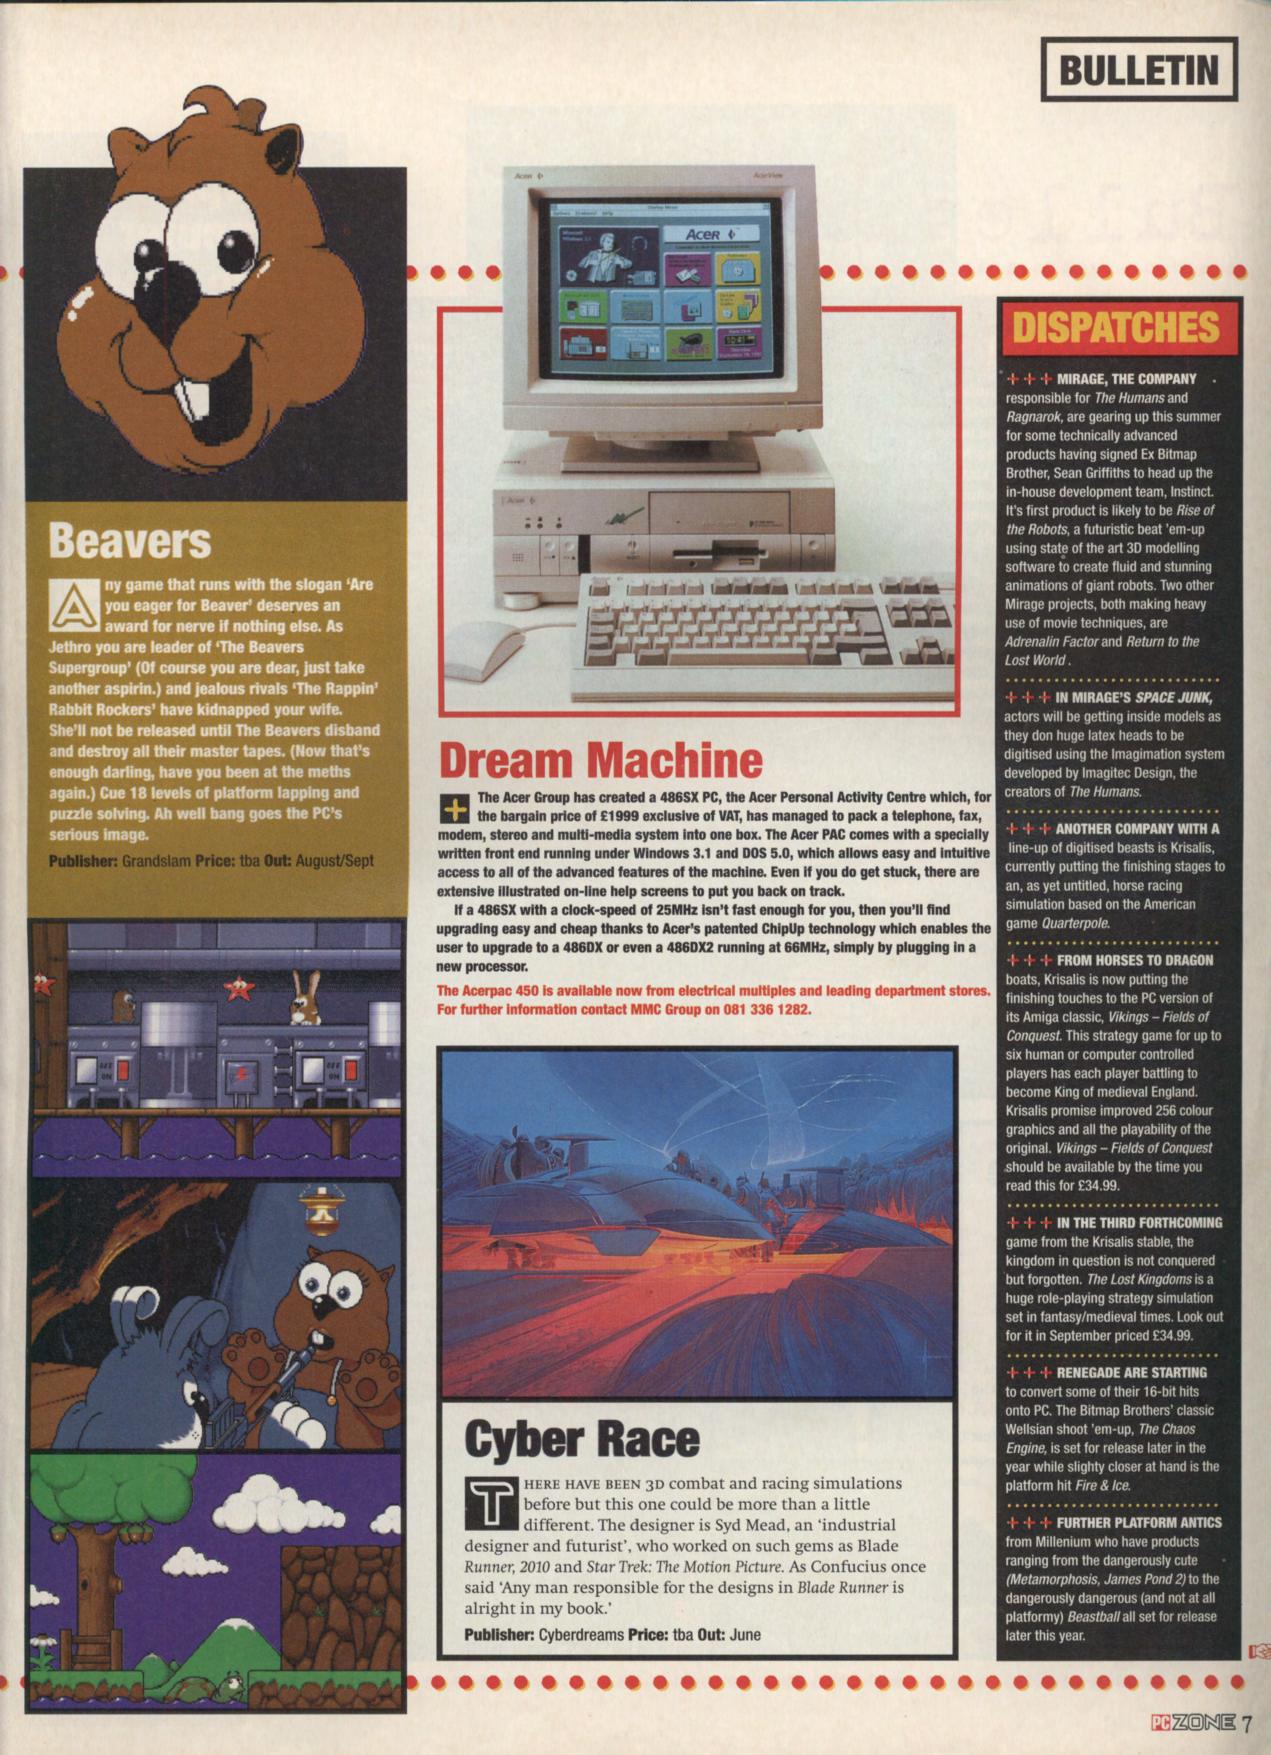 BULLETIN
Beavers
Any game that runs with the slogan ‘Are
you eager for Beaver’ deserves an
award for nerve if nothing else. As
Jethro you are leader of ‘The Beavers
Supergroup’ (Of course you are dear, just take
another aspirin.) and jealous rivals ‘The Rappin’
Rabbit Rockers’ have kidnapped your wife.
She’ll not be released until The Beavers disband
and destroy all their master tapes. (Now that’s
enough darling, have you been at the meths
again.) Cue 18 levels of platform lapping and
puzzle solving. Ah well bang goes the PC’s
serious image.
Publisher: Grandslam Price: tba Out: August/Sept
OFF
ON
OFF
ON
Acer
AcerView
ACER
Acer
Dream Machine
+ The Acer Group has created a 486SX PC, the Acer Personal Activity Centre which, for
the bargain price of £1999 exclusive of VAT, has managed to pack a telephone, fax,
modem, stereo and multi-media system into one box. The Acer PAC comes with a specially
written front end running under Windows 3.1 and DOS 5.0, which allows easy and intuitive
access to all of the advanced features of the machine. Even if you do get stuck, there are
extensive illustrated on-line help screens to put you back on track.
If a 486SX with a clock-speed of 25MHz isn’t fast enough for you, then you’ll find
upgrading easy and cheap thanks to Acer’s patented ChipUp technology which enables the
user to upgrade to a 486DX or even a 486DX2 running at 66MHz, simply by plugging in a
new processor.
The Acerpac 450 is available now from electrical multiples and leading department stores.
For further information contact MMC Group on 081 336 1282.
Cyber Race
THERE HAVE BEEN 3D combat and racing simulations
before but this one could be more than a little
different. The designer is Syd Mead, an ‘industrial
designer and futurist’, who worked on such gems as Blade
Runner, 2010 and Star Trek: The Motion Picture. As Confucius once
said ‘Any man responsible for the designs in Blade Runner is
alright in my book.’
Publisher: Cyberdreams Price: tba Out: June
DISPATCHES
+ + + MIRAGE, THE COMPANY
responsible for The Humans and
Ragnarok, are gearing up this summer
for some technically advanced
products having signed Ex Bitmap
Brother, Sean Griffiths to head up the
in-house development team, Instinct.
It’s first product is likely to be Rise of
the Robots, a futuristic beat ’em-up
using state of the art 3D modelling
software to create fluid and stunning
animations of giant robots. Two other
Mirage projects, both making heavy
use of movie techniques, are
Adrenalin Factor and Return to the
Lost World .
+ + + IN MIRAGE’S SPACE JUNK,
actors will be getting inside models as
they don huge latex heads to be
digitised using the Imagimation system
developed by Imagitec Design, the
creators of The Humans.
+ + + ANOTHER COMPANY WITH A
line-up of digitised beasts is Krisalis,
currently putting the finishing stages to
an, as yet untitled, horse racing
simulation based on the American
game Quarterpole.
+ + + FROM HORSES TO DRAGON
boats, Krisalis is now putting the
finishing touches to the PC version of
its Amiga classic, Vikings – Fields of
Conquest. This strategy game for up to
six human or computer controlled
players has each player battling to
become King of medieval England.
Krisalis promise improved 256 colour
graphics and all the playability of the
original. Vikings – Fields of Conquest
should be available by the time you
read this for £34.99.
+ + + IN THE THIRD FORTHCOMING
game from the Krisalis stable, the
kingdom in question is not conquered
but forgotten. The Lost Kingdoms is a
huge role-playing strategy simulation
set in fantasy/medieval times. Look out
for it in September priced £34.99.
+ + + RENEGADE ARE STARTING
to convert some of their 16-bit hits
onto PC. The Bitmap Brothers’ classic
Wellsian shoot ’em-up, The Chaos
Engine, is set for release later in the
year while slighty closer at hand is the
platform hit Fire & Ice.
+ + + FURTHER PLATFORM ANTICS
from Millenium who have products
ranging from the dangerously cute
(Metamorphosis, James Pond 2) to the
dangerously dangerous (and not at all
platformy) Beastball all set for release
later this year.
PC ZONE 7